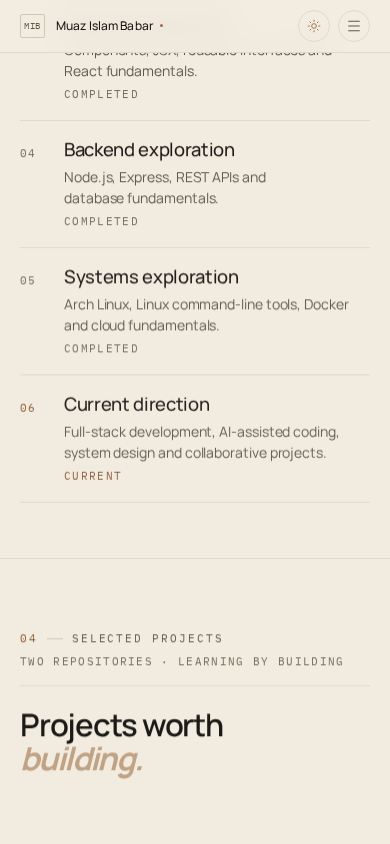 MIB
Muaz Islam Babar •
Components, JSX, reusable interfaces and
React fundamentals.
COMPLETED
04
Backend exploration
Node.js, Express, REST APIs and
database fundamentals.
COMPLETED
05
Systems exploration
Arch Linux, Linux command-line tools, Docker
and cloud fundamentals.
COMPLETED
06
Current direction
Full-stack development, AI-assisted coding,
system design and collaborative projects.
CURRENT
04 — SELECTED PROJECTS
TWO REPOSITORIES · LEARNING BY BUILDING
Projects worth
building.